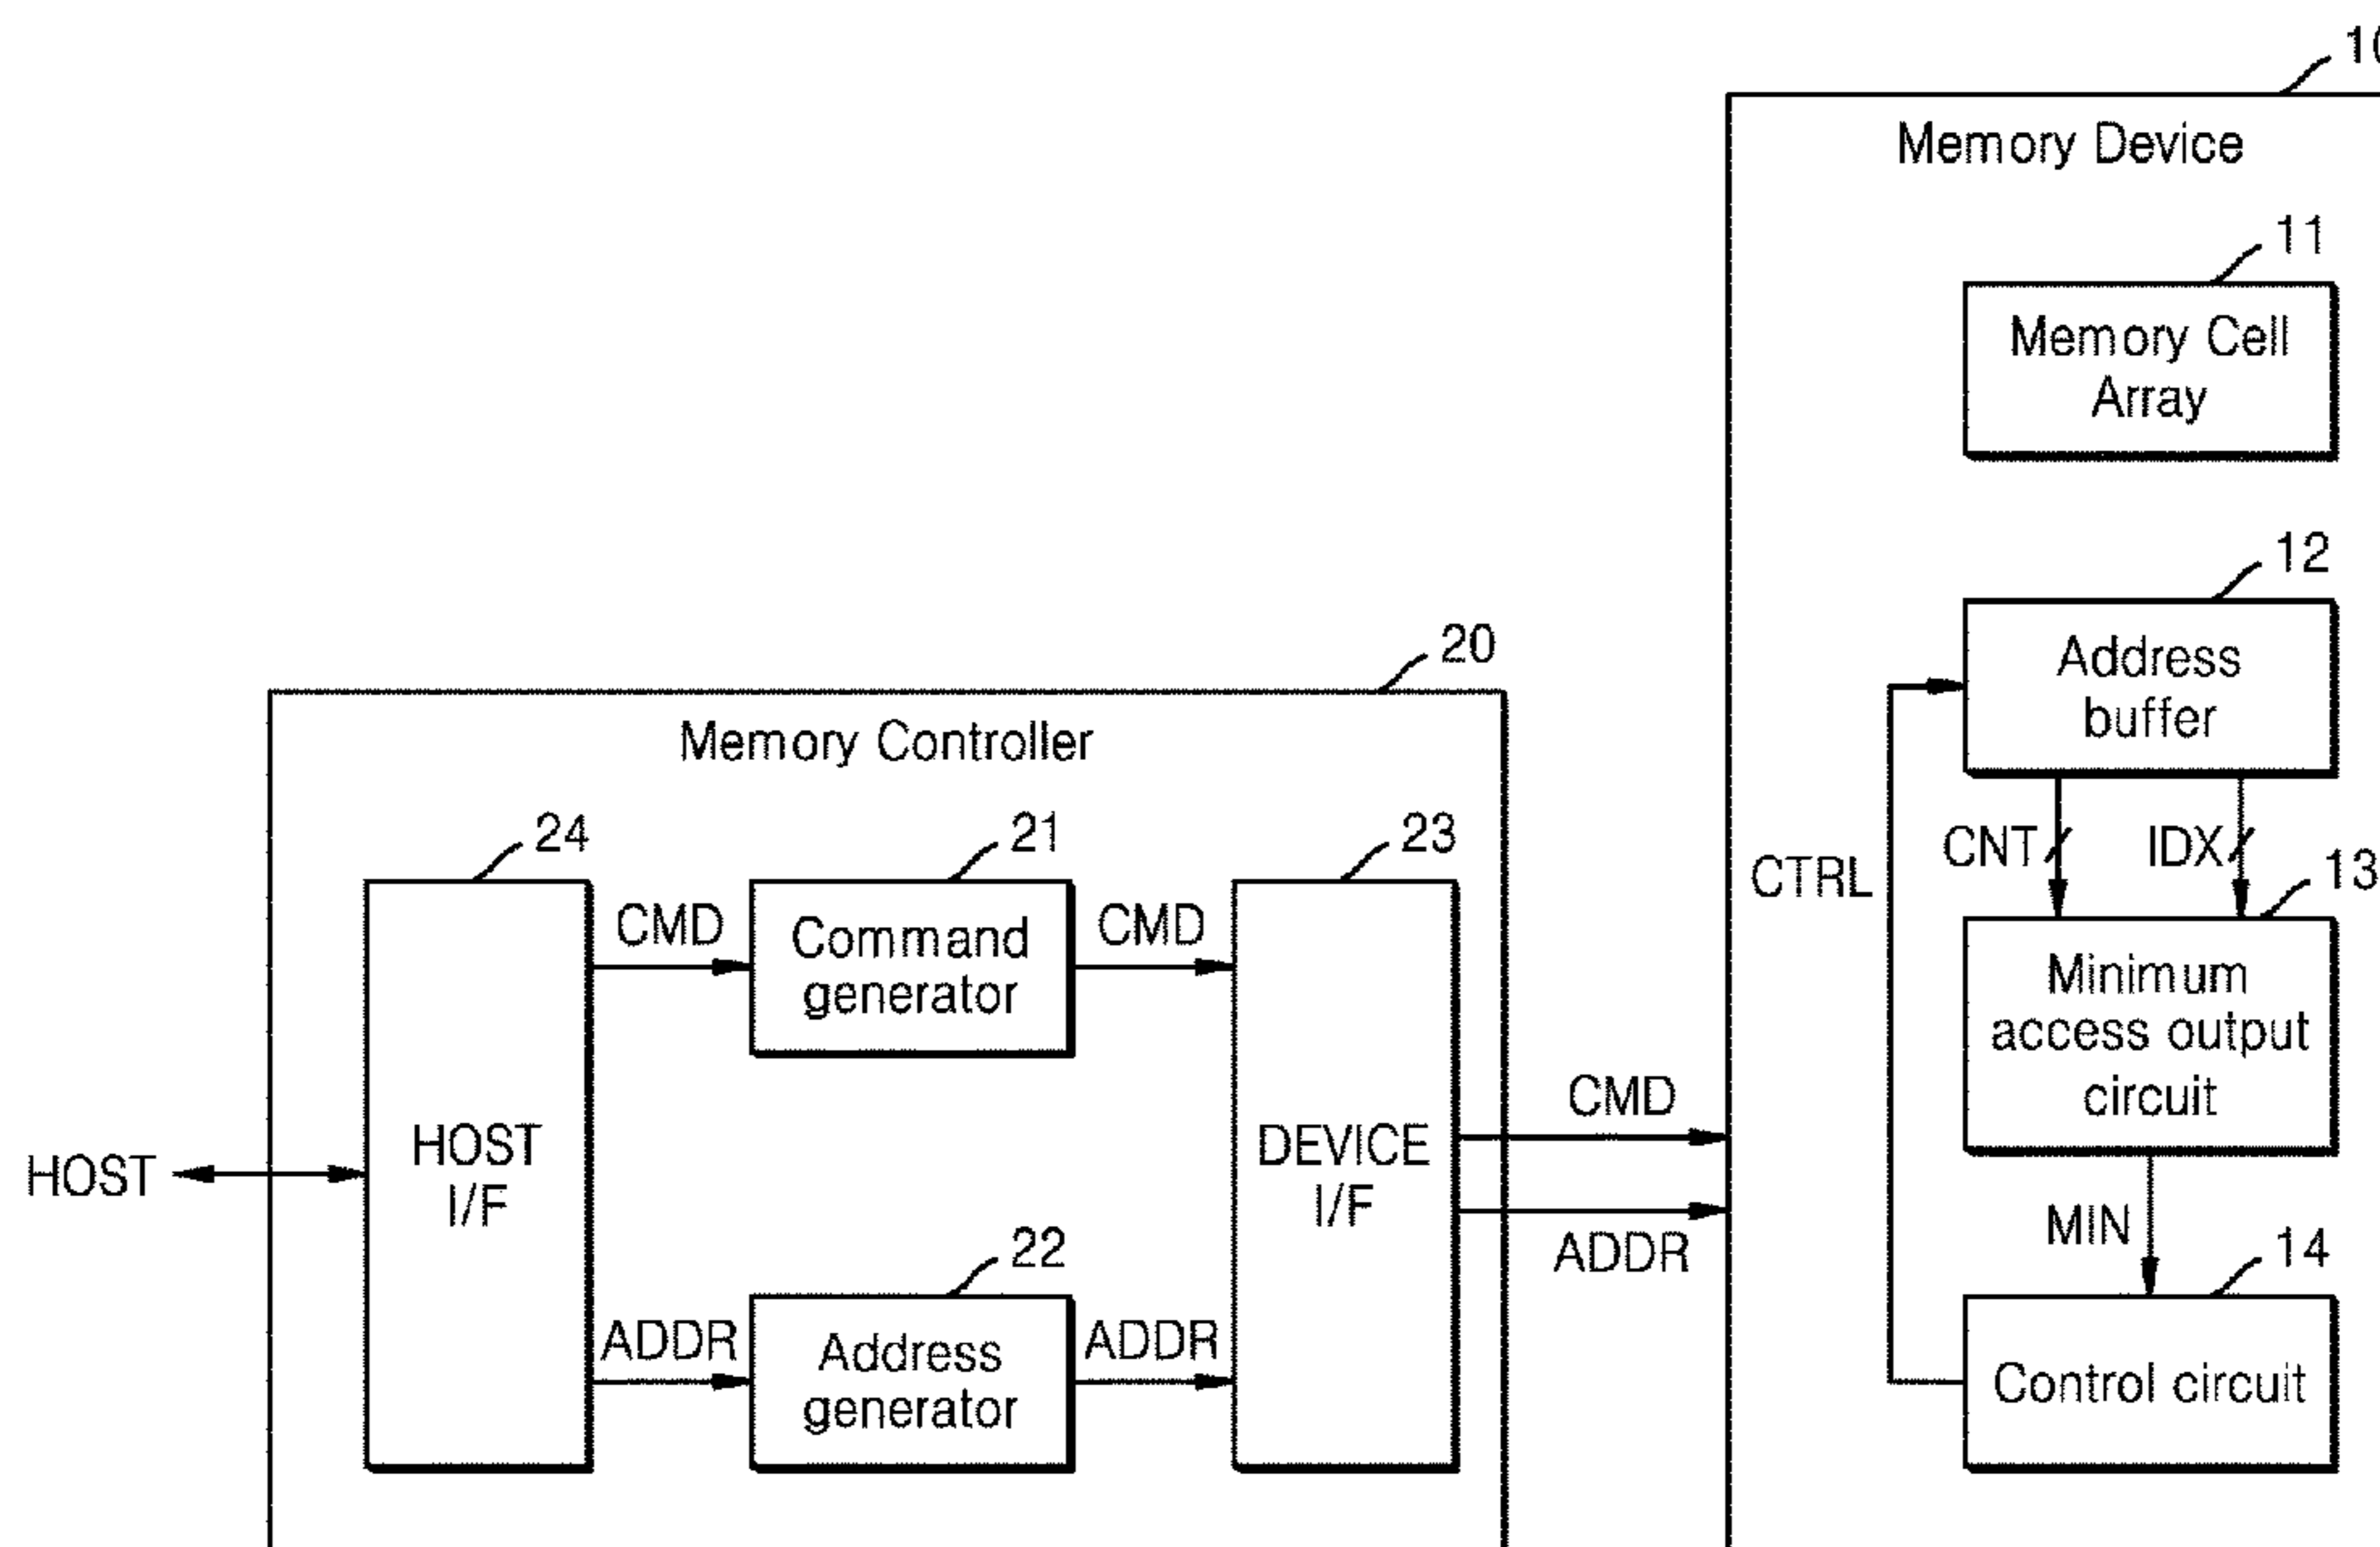 10
Memory Device
11
Memory Cell
Array
12
Address
buffer
CNT
IDX
CTRL
13
Minimum
access output
circuit
MIN
14
Control circuit
20
Memory Controller
24
21
23
HOST
HOST
I/F
CMD
Command
generator
CMD
DEVICE
I/F
CMD
ADDR
22
ADDR
Address
generator
ADDR